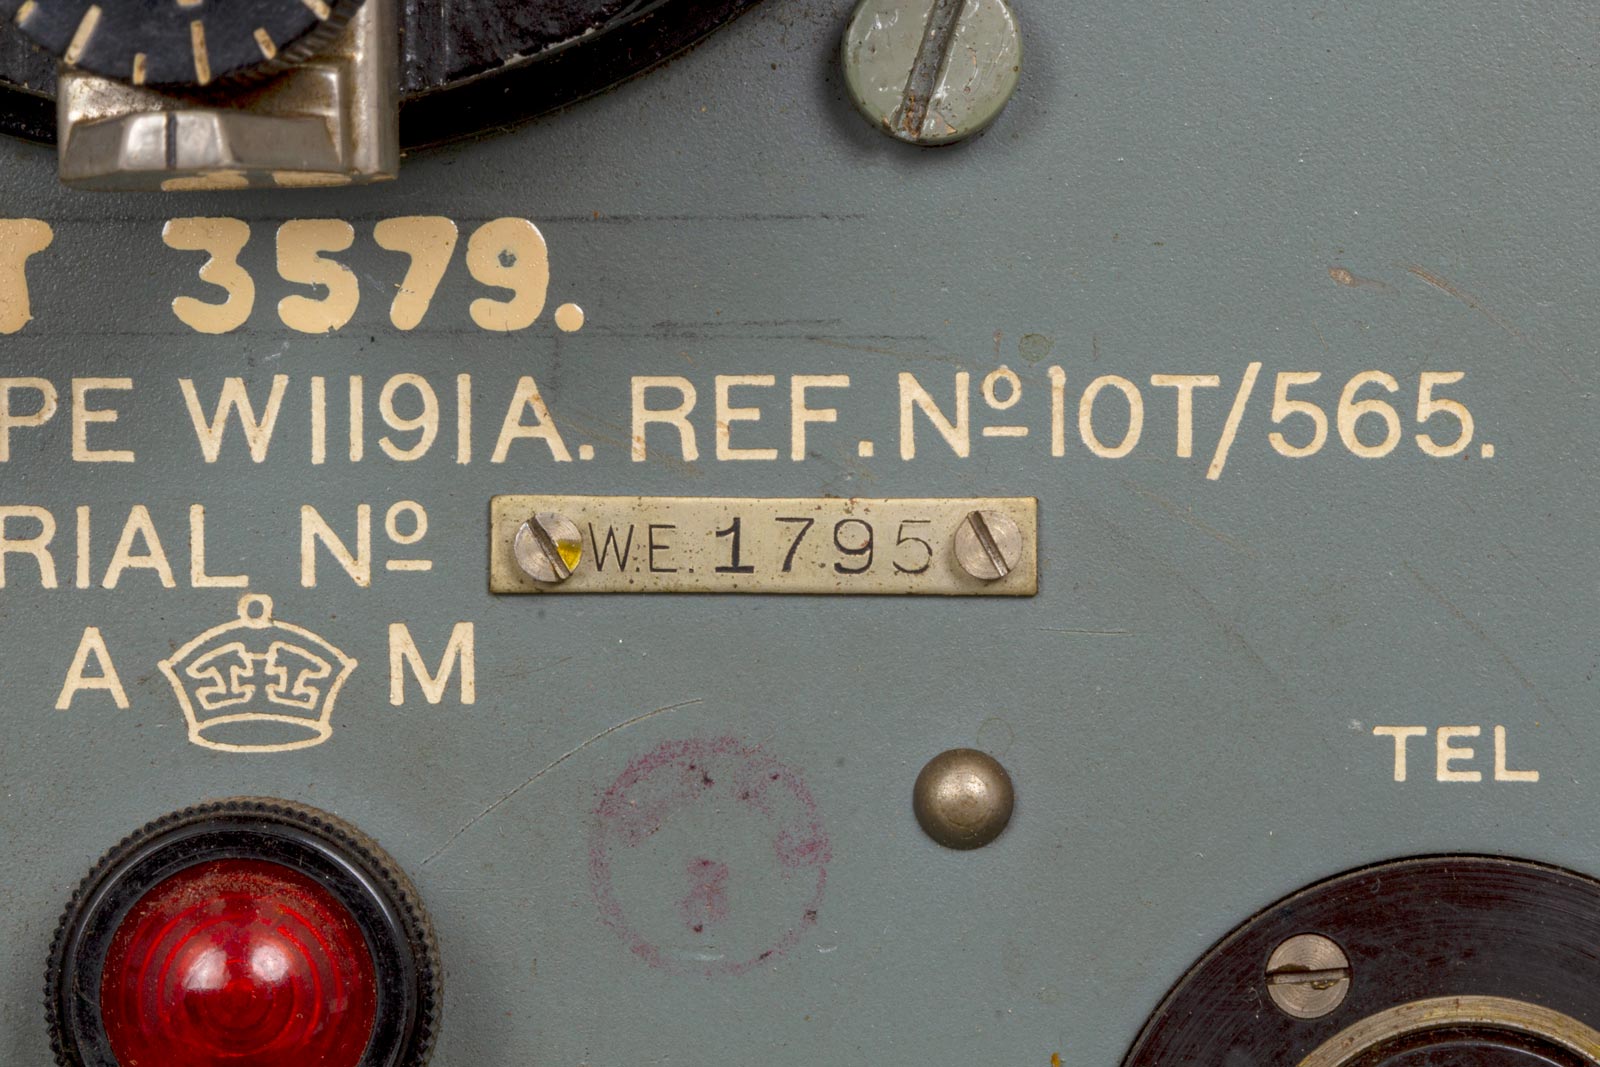 T 3579.
PE W1191A. REF. Nº 10T/565.
RIAL Nº W.E. 1795
A M
TEL